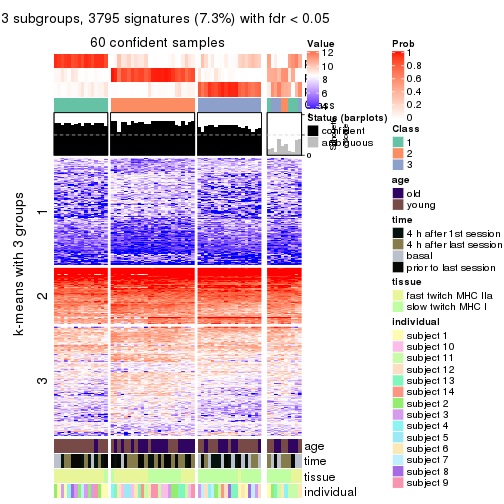 3 subgroups, 3795 signatures (7.3%) with fdr < 0.05
60 confident samples
k-means with 3 groups
1
2
3
Value
12
10
8
6
4
2
Class
Status (barplots)
confident
ambiguous
0
age
time
tissue
individual
Prob
1
0.8
0.6
0.4
0.2
0
Class
1
2
3
age
old
young
time
4 h after 1st session
4 h after last session
basal
prior to last session
tissue
fast twitch MHC IIa
slow twitch MHC I
individual
subject 1
subject 10
subject 11
subject 12
subject 13
subject 14
subject 2
subject 3
subject 4
subject 5
subject 6
subject 7
subject 8
subject 9